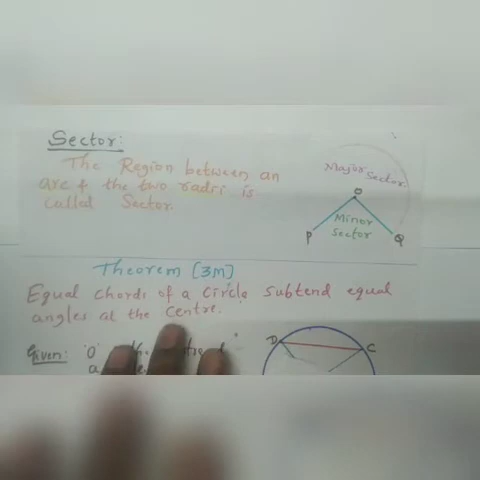 Sector:
The Region between an
arc & the two radii is
called Sector.
Major Sector
O
Minor
Sector
P
Q
Theorem [3M]
Equal chords of a circle subtend equal
angles at the centre.
Given: 'O'
D
C
a